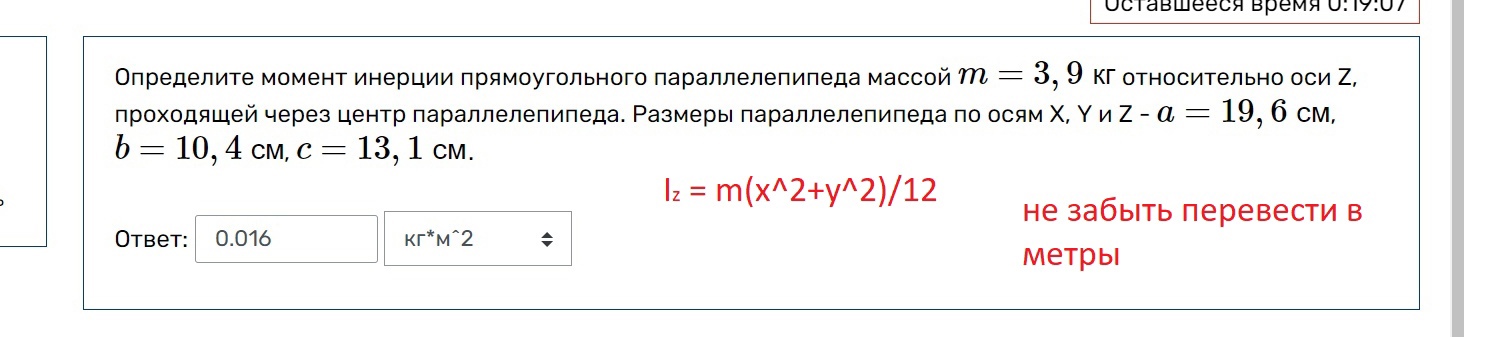 Оставшееся время 0:19:07
Определите момент инерции прямоугольного параллелепипеда массой m = 3, 9 кг относительно оси Z,
проходящей через центр параллелепипеда. Размеры параллелепипеда по осям X, Y и Z - a = 19, 6 см,
b = 10, 4 см, c = 13, 1 см.
Iz = m(x^2+y^2)/12
не забыть перевести в
метры
Ответ: 0.016 кг*м^2